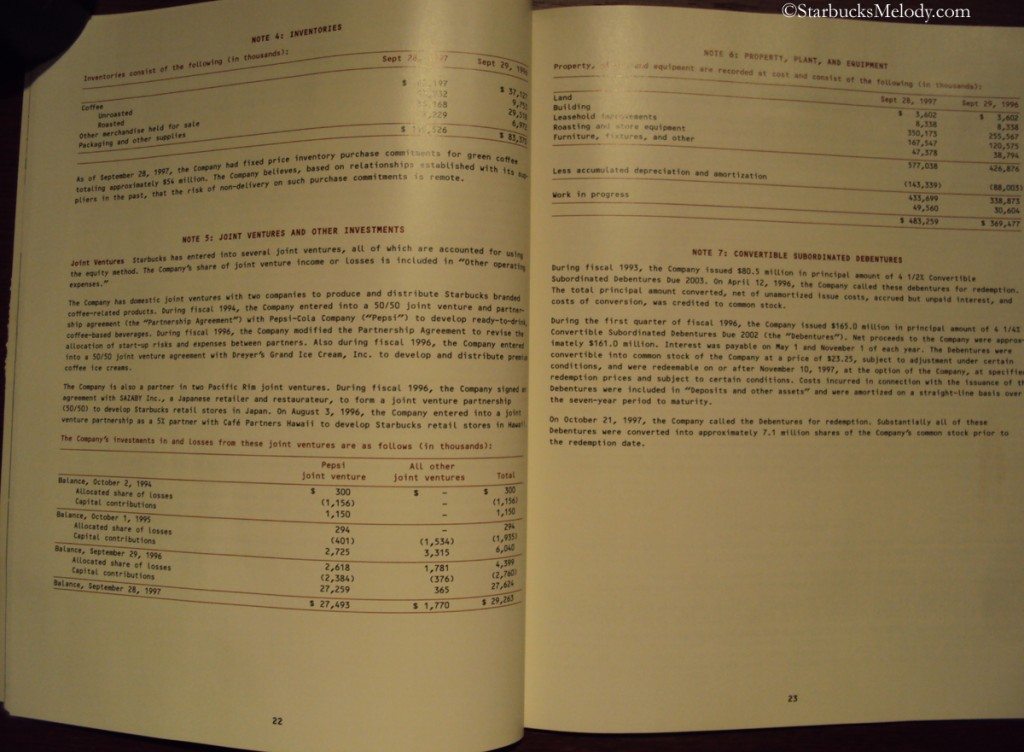 ©StarbucksMelody.com
NOTE 4: INVENTORIES
Inventories consist of the following (in thousands):
Sept 28, Sept 29, 1996
Coffee
Unroasted $ $ 37,127
Roasted 9,753
Other merchandise held for sale 29,518
Packaging and other supplies 6,972
$ $ 83,370
As of September 28, 1997, the Company had fixed price inventory purchase commitments for green coffee
totaling approximately $54 million. The Company believes, based on relationships established with its sup-
pliers in the past, that the risk of non-delivery on such purchase commitments is remote.
NOTE 5: JOINT VENTURES AND OTHER INVESTMENTS
Joint Ventures Starbucks has entered into several joint ventures, all of which are accounted for using
the equity method. The Company's share of joint venture income or losses is included in "Other operating
expenses."
The Company has domestic joint ventures with two companies to produce and distribute Starbucks branded
coffee-related products. During fiscal 1994, the Company entered into a 50/50 joint venture and partner-
ship agreement (the "Partnership Agreement") with Pepsi-Cola Company ("Pepsi") to develop ready-to-drink
coffee-based beverages. During fiscal 1996, the Company modified the Partnership Agreement to revise the
allocation of start-up risks and expenses between partners. Also during fiscal 1996, the Company entered
into a 50/50 joint venture agreement with Dreyer's Grand Ice Cream, Inc. to develop and distribute premium
coffee ice creams.
The Company is also a partner in two Pacific Rim joint ventures. During fiscal 1996, the Company signed an
agreement with SAZABY Inc., a Japanese retailer and restaurateur, to form a joint venture partnership
(50/50) to develop Starbucks retail stores in Japan. On August 3, 1996, the Company entered into a joint
venture partnership as a 5% partner with Café Partners Hawaii to develop Starbucks retail stores in Hawaii
The Company's investments in and losses from these joint ventures are as follows (in thousands):
Pepsi All other
joint venture joint ventures Total
Balance, October 2, 1994 $ 300 $ – $ 300
Allocated share of losses (1,156) – (1,156)
Capital contributions 1,150 – 1,150
Balance, October 1, 1995 294 – 294
Allocated share of losses (401) (1,534) (1,935)
Capital contributions 2,725 3,315 6,040
Balance, September 29, 1996 2,618 1,781 4,399
Allocated share of losses (2,384) (376) (2,760)
Capital contributions 27,259 365 27,624
Balance, September 28, 1997 $ 27,493 $ 1,770 $ 29,263
22
NOTE 6: PROPERTY, PLANT, AND EQUIPMENT
Property, and equipment are recorded at cost and consist of the following (in thousands):
Sept 28, 1997 Sept 29, 1996
Land $ 3,602 $ 3,602
Building 8,338 8,338
Leasehold improvements 350,173 255,567
Roasting and store equipment 167,547 120,575
Furniture, fixtures, and other 47,378 38,794
577,038 426,876
Less accumulated depreciation and amortization (143,339) (88,003)
433,699 338,873
Work in progress 49,560 30,604
$ 483,259 $ 369,477
NOTE 7: CONVERTIBLE SUBORDINATED DEBENTURES
During fiscal 1993, the Company issued $80.5 million in principal amount of 4 1/2% Convertible
Subordinated Debentures Due 2003. On April 12, 1996, the Company called these debentures for redemption.
The total principal amount converted, net of unamortized issue costs, accrued but unpaid interest, and
costs of conversion, was credited to common stock.
During the first quarter of fiscal 1996, the Company issued $165.0 million in principal amount of 4 1/4%
Convertible Subordinated Debentures Due 2002 (the "Debentures"). Net proceeds to the Company were approx-
imately $161.0 million. Interest was payable on May 1 and November 1 of each year. The Debentures were
convertible into common stock of the Company at a price of $23.25, subject to adjustment under certain
conditions, and were redeemable on or after November 10, 1997, at the option of the Company, at specified
redemption prices and subject to certain conditions. Costs incurred in connection with the issuance of the
Debentures were included in "Deposits and other assets" and were amortized on a straight-line basis over
the seven-year period to maturity.
On October 21, 1997, the Company called the Debentures for redemption. Substantially all of these
Debentures were converted into approximately 7.1 million shares of the Company's common stock prior to
the redemption date.
23